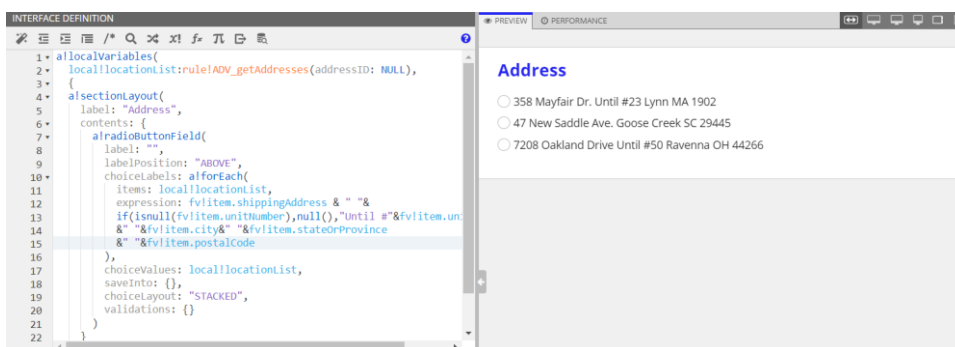 INTERFACE DEFINITION
/* x! f= π
1 a!localVariables(
2 local!locationList:rule!ADV_getAddresses(addressID: NULL),
3 {
4 a!sectionLayout(
5 label: "Address",
6 contents: {
7 a!radioButtonField(
8 label: "",
9 labelPosition: "ABOVE",
10 choiceLabels: a!forEach(
11 items: local!locationList,
12 expression: fv!item.shippingAddress & " "&
13 if(isnull(fv!item.unitNumber),null(),"Until #"&fv!item.un
14 &" "&fv!item.city&" "&fv!item.stateOrProvince
15 &" "&fv!item.postalCode
16 ),
17 choiceValues: local!locationList,
18 saveInto: {},
19 choiceLayout: "STACKED",
20 validations: {}
21 )
22 }
PREVIEW PERFORMANCE
Address
358 Mayfair Dr. Until #23 Lynn MA 1902
47 New Saddle Ave. Goose Creek SC 29445
7208 Oakland Drive Until #50 Ravenna OH 44266